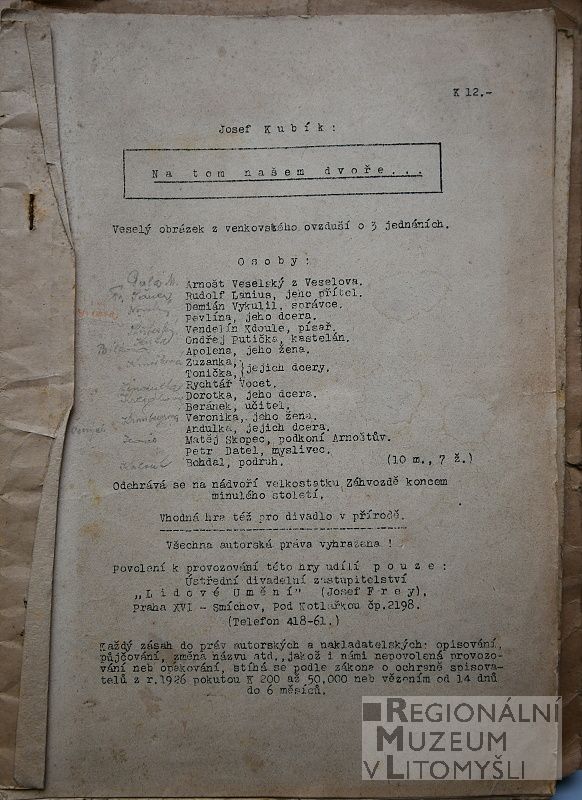 K 12.-
Josef Kubík:
Na tom našem dvoře...
Veselý obrázek z venkovského ovzduší o 3 jednáních.
Osoby:
Arnošt Veselský z Veselova.
Rudolf Lanius, jeho přítel.
Demián Vykulil, správce.
Pavlína, jeho dcera.
Vendelín Kdoule, písař.
Ondřej Putička, kastelán.
Apolena, jeho žena.
Zuzanka,
Tonička, }jejich dcery.
Rychtář Vocet.
Dorotka, jeho dcera.
Beránek, učitel.
Veronika, jeho žena.
Andulka, jejich dcera.
Matěj Skopec, podkoní Arnoštův.
Petr Datel, myslivec.
Bohdal, podruh. (10 m., 7 ž.)
Odehrává se na nádvoří velkostatku Záhvozdě koncem
minulého století.
Vhodná hra též pro divadlo v přírodě.
Všechna autorská práva vyhrazena!
Povolení k provozování této hry udílí pouze:
Ústřední divadelní zastupitelství
„Lidové Umění" (Josef Frey),
Praha XVI - Smíchov, Pod Kotlářkou čp.2198.
(Telefon 418-61.)
Každý zásah do práv autorských a nakladatelských: opisování,
půjčování, změna názvu atd., jakož i námi nepovolená provozo-
vání neb opakování, stíhá se podle zákona o ochraně spisova-
telů z r.1926 pokutou K 200 až 50,000 neb vězením od 14 dnů
do 6 měsíců.
REGIONÁLNÍ
MUZEUM
V LITOMYŠLI